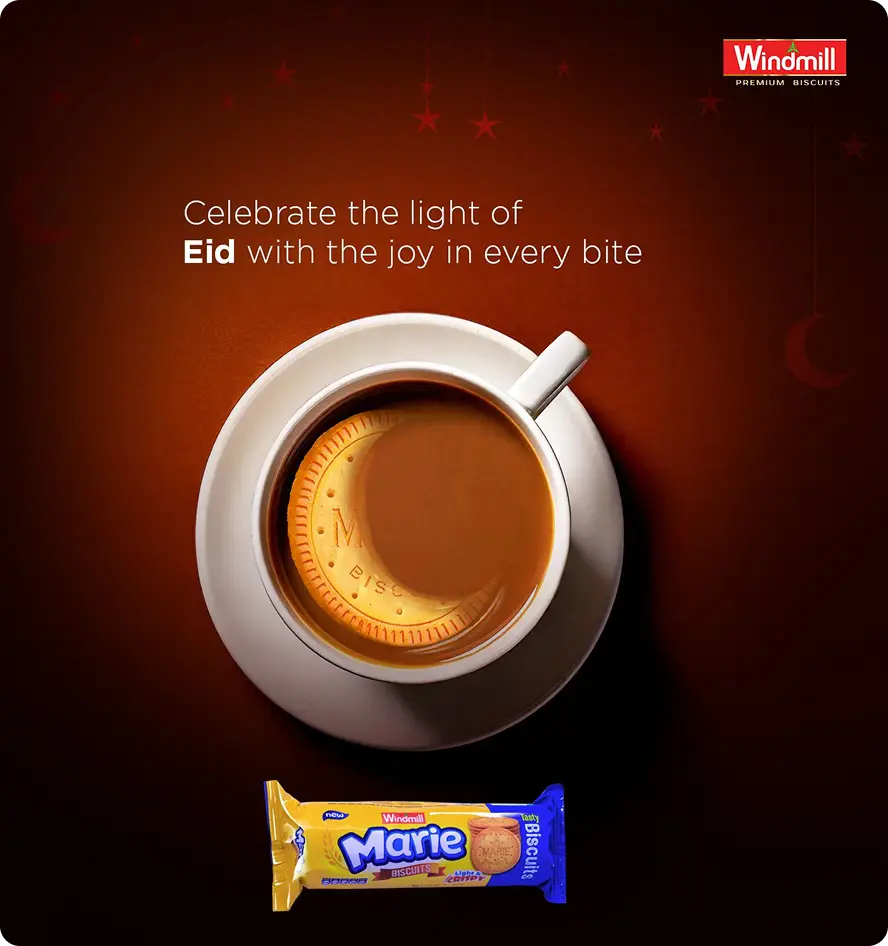 Windmill
PREMIUM BISCUITS
Celebrate the light of
Eid with the joy in every bite
M
BISC
new
Windmill
Marie
BISCUITS
Light &
CRISPY
MARIE
Tasty
Biscuits